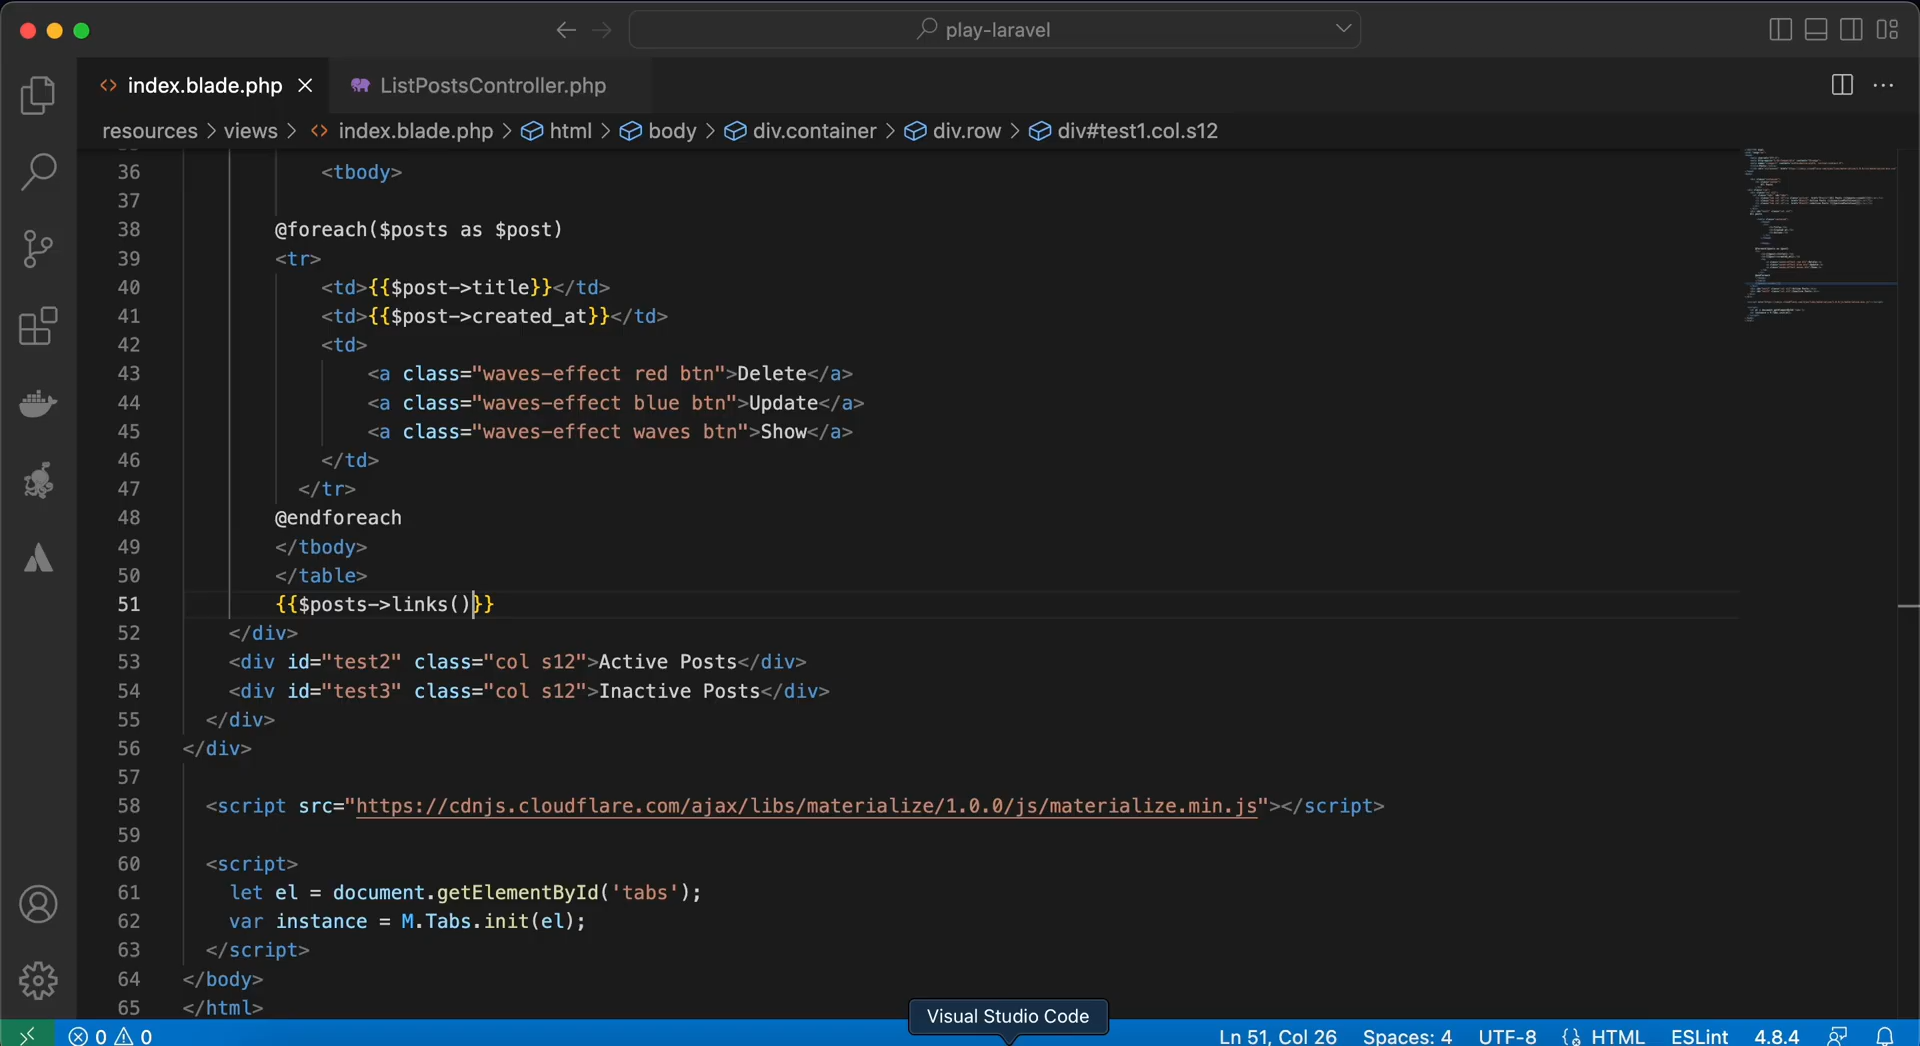 play-laravel
index.blade.php
ListPostsController.php
resources > views > index.blade.php > html > body > div.container > div.row > div#test1.col.s12
36 <tbody>
37
38 @foreach($posts as $post)
39 <tr>
40 <td>{{$post->title}}</td>
41 <td>{{$post->created_at}}</td>
42 <td>
43 <a class="waves-effect red btn">Delete</a>
44 <a class="waves-effect blue btn">Update</a>
45 <a class="waves-effect waves btn">Show</a>
46 </td>
47 </tr>
48 @endforeach
49 </tbody>
50 </table>
51 {{$posts->links()}}
52 </div>
53 <div id="test2" class="col s12">Active Posts</div>
54 <div id="test3" class="col s12">Inactive Posts</div>
55 </div>
56 </div>
57
58 <script src="https://cdnjs.cloudflare.com/ajax/libs/materialize/1.0.0/js/materialize.min.js"></script>
59
60 <script>
61 let el = document.getElementById('tabs');
62 var instance = M.Tabs.init(el);
63 </script>
64 </body>
65 </html>
Visual Studio Code
0 0 Ln 51, Col 26 Spaces: 4 UTF-8 HTML ESLint 4.8.4